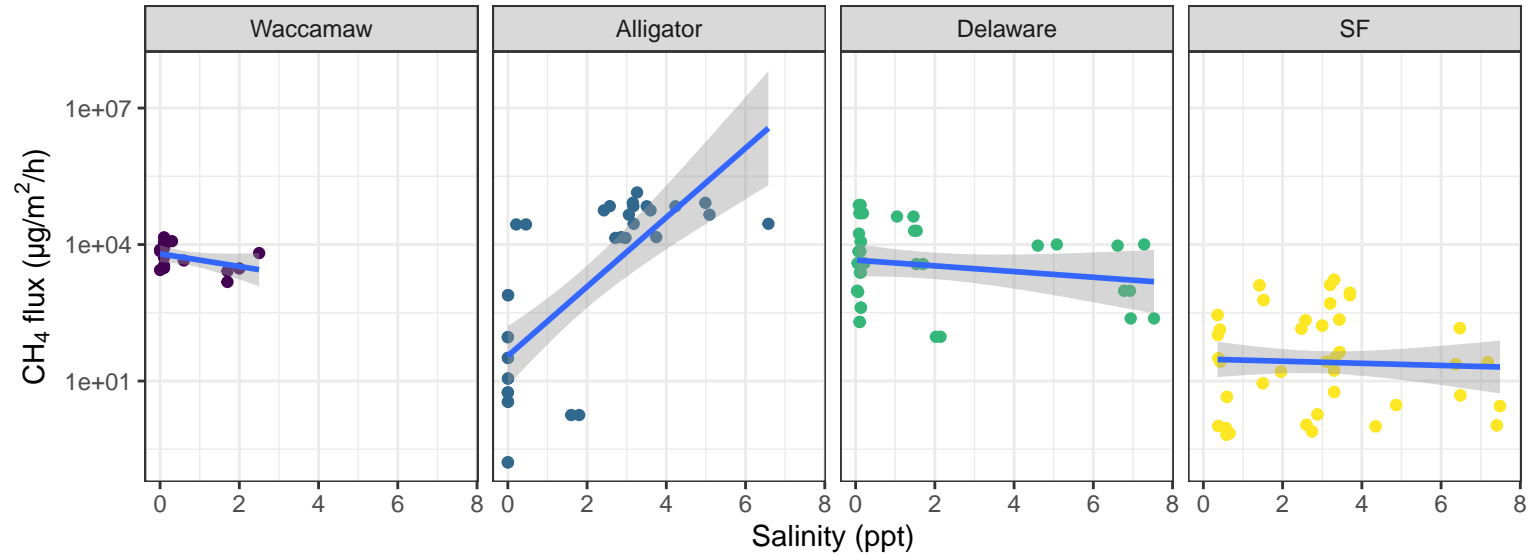 Waccamaw Alligator Delaware SF
CH₄ flux (µg/m²/h)
1e+07
1e+04
1e+01
0 2 4 6 8 0 2 4 6 8 0 2 4 6 8 0 2 4 6 8
Salinity (ppt)